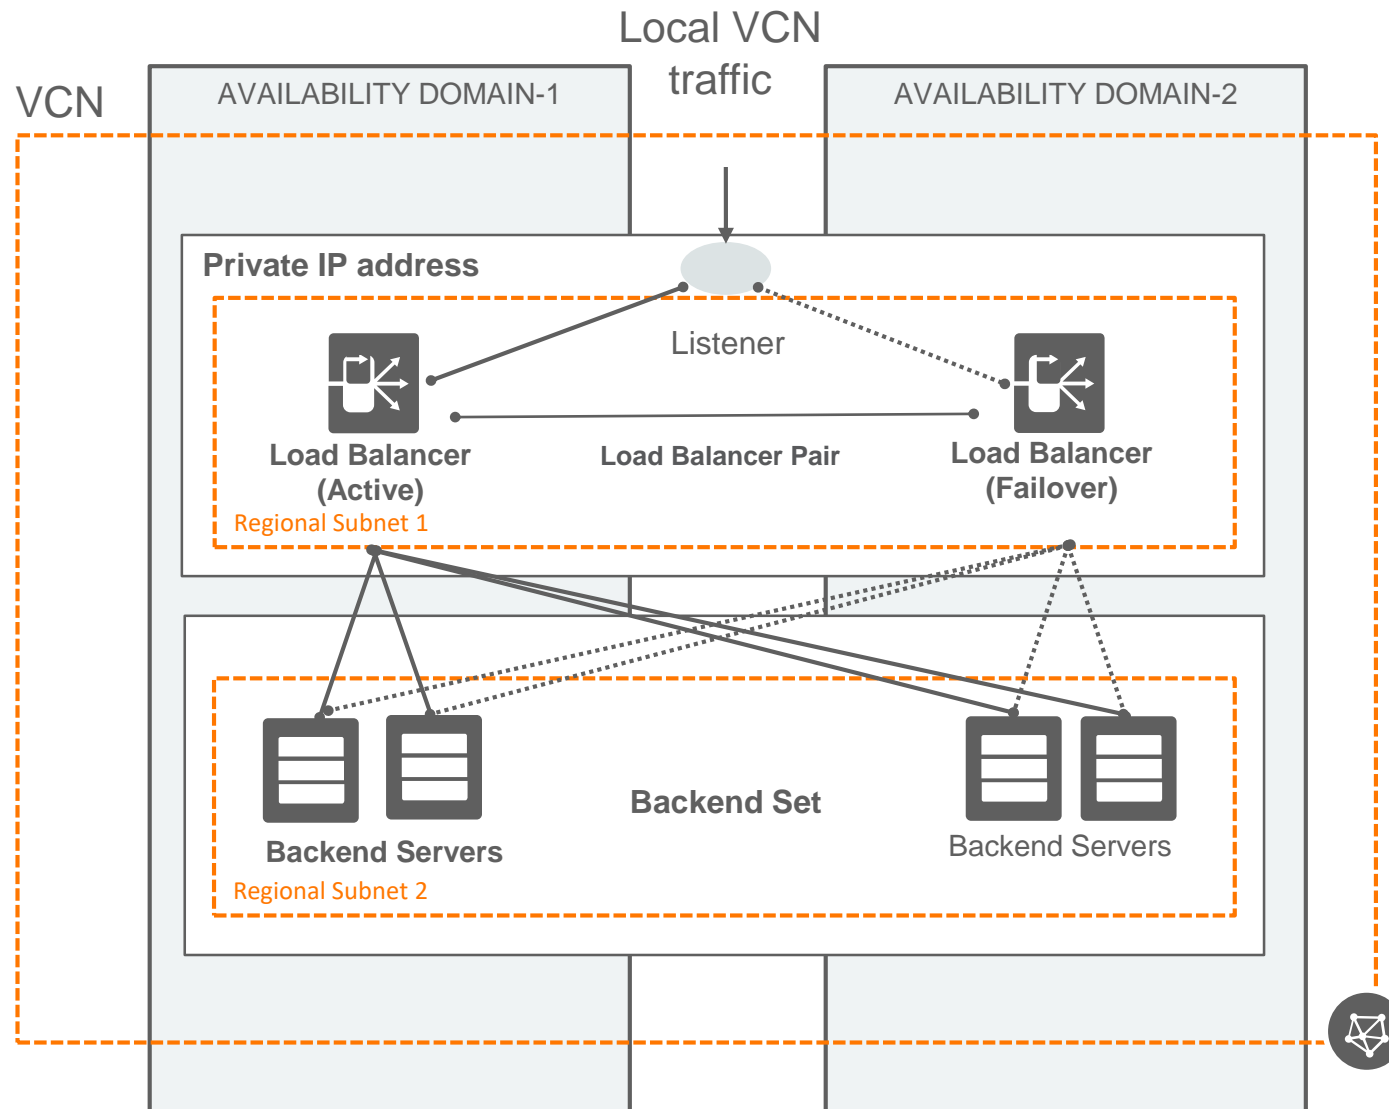 Local VCN
traffic
VCN
AVAILABILITY DOMAIN-1
AVAILABILITY DOMAIN-2
Private IP address
Listener
Load Balancer
(Active)
Load Balancer Pair
Load Balancer
(Failover)
Regional Subnet 1
Backend Set
Backend Servers
Backend Servers
Regional Subnet 2